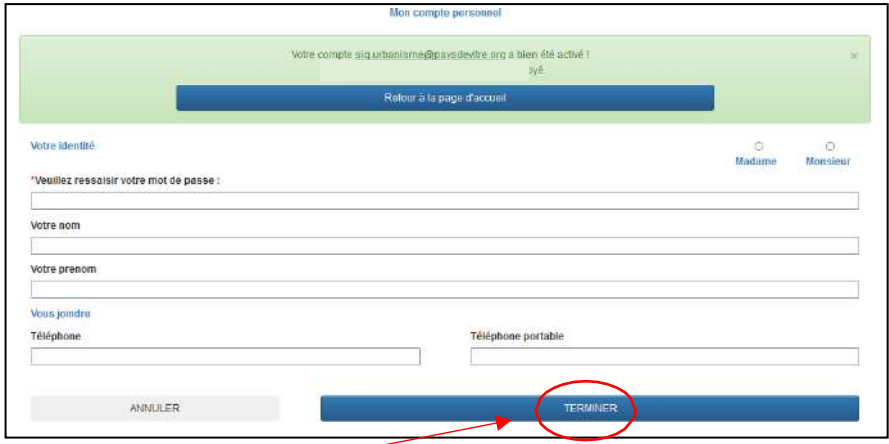 Mon compte personnel
Votre compte sig.urbanisme@paysdevitre.org a bien été activé !
×
oyé.
Retour à la page d'accueil
Votre identité
Madame
Monsieur
*Veuillez ressaisir votre mot de passe :
Votre nom
Votre prenom
Vous joindre
Téléphone
Téléphone portable
ANNULER
TERMINER